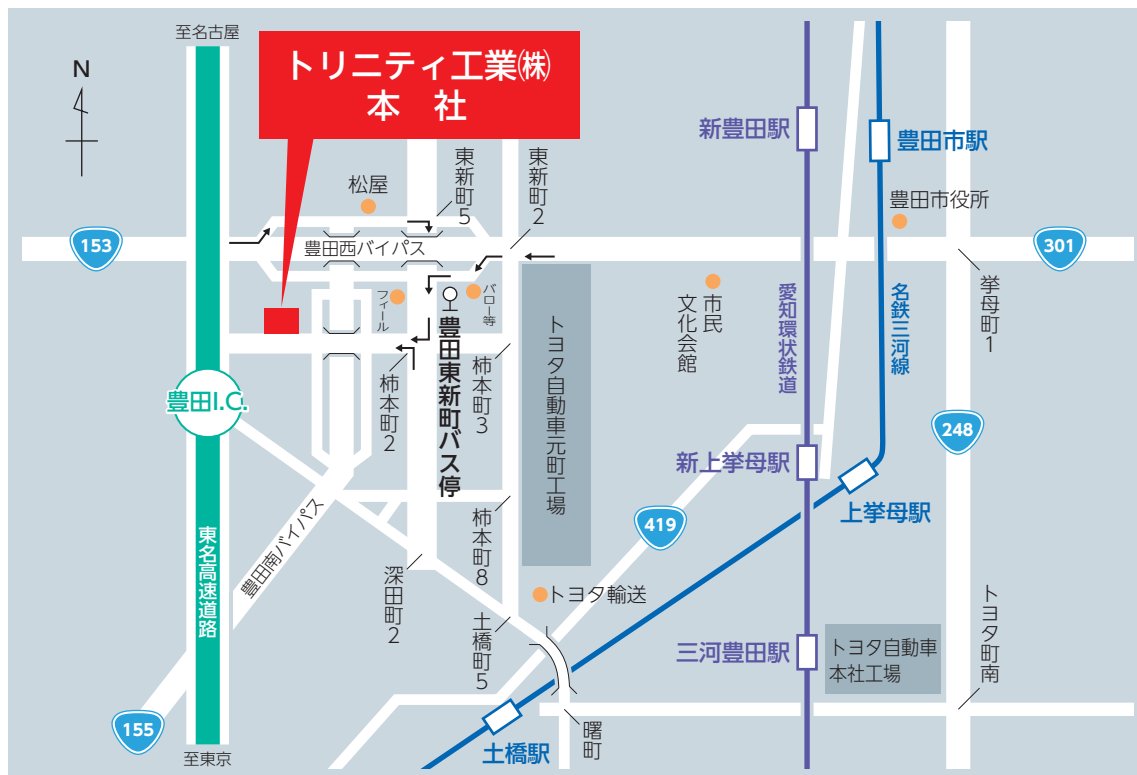 至名古屋
N
トリニティ工業㈱
本 社
新豊田駅
豊田市駅
豊田市役所
松屋
東新町5
東新町2
153
豊田西バイパス
301
フィール
バロー等
市民
文化会館
愛知環状鉄道
名鉄三河線
挙母町1
豊田東新町バス停
トヨタ自動車元町工場
柿本町2
柿本町3
豊田I.C.
248
新上挙母駅
上挙母駅
419
豊田南バイパス
柿本町8
東名高速道路
深田町2
トヨタ輸送
土橋町5
三河豊田駅
トヨタ自動車
本社工場
トヨタ町南
155
曙町
土橋駅
至東京